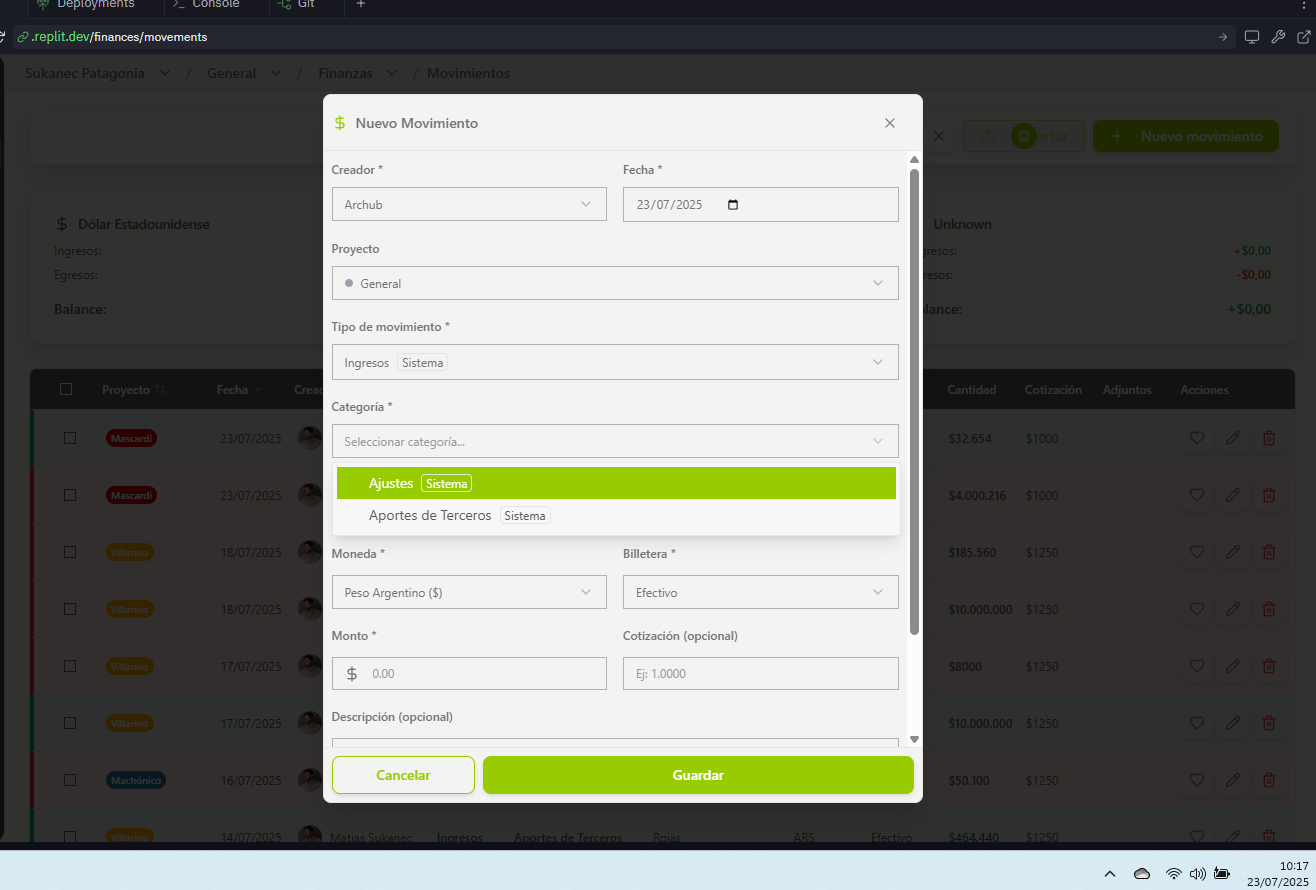 Deployments
Console
Git
.replit.dev/finances/movements
Sukanec Patagonia / General / Finanzas / Movimientos
Nuevo Movimiento
Nuevo movimiento
Creador *
Fecha *
Archub
23/07/2025
Dólar Estadounidense
Unknown
Ingresos:
+$0,00
Egresos:
-$0,00
Balance:
+$0,00
Proyecto
General
Tipo de movimiento *
Ingresos Sistema
Categoría *
Seleccionar categoría...
Ajustes Sistema
Aportes de Terceros Sistema
Moneda *
Billetera *
Peso Argentino ($)
Efectivo
Monto *
Cotización (opcional)
$ 0.00
Ej: 1.0000
Descripción (opcional)
Cancelar
Guardar
Proyecto Fecha Cantidad Cotización Adjuntos Acciones
Mascardi 23/07/2025 $32.654 $1000
Mascardi 23/07/2025 $4.000.216 $1000
Villarino 18/07/2025 $185.560 $1250
Villarino 18/07/2025 $10.000.000 $1250
Villarino 17/07/2025 $8000 $1250
Villarino 17/07/2025 $10.000.000 $1250
Machónico 16/07/2025 $50.100 $1250
Villarino 14/07/2025 Matias Sukanec Ingresos Aportes de Terceros Rojas ARS Efectivo $464.440 $1250
10:17
23/07/2025